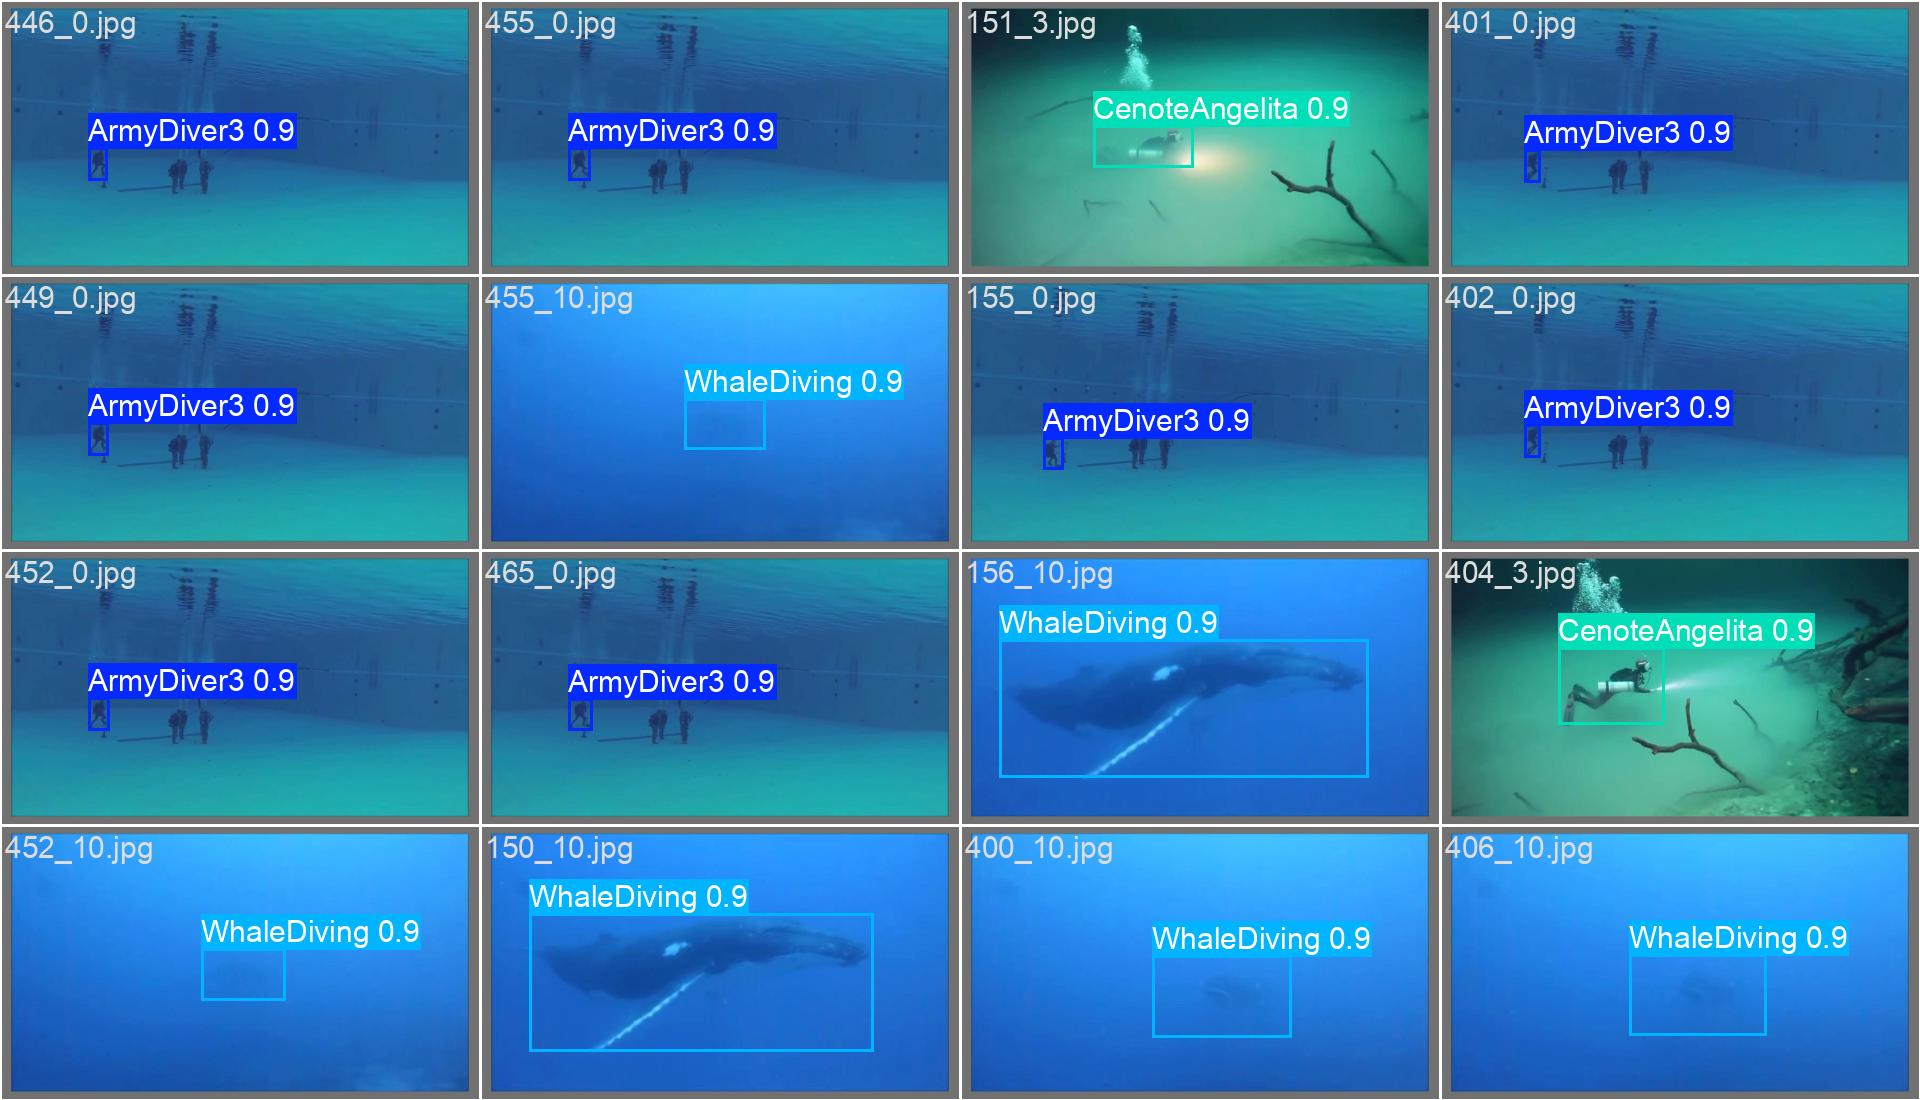 446_0.jpg
ArmyDiver3 0.9
455_0.jpg
ArmyDiver3 0.9
151_3.jpg
CenoteAngelita 0.9
401_0.jpg
ArmyDiver3 0.9
449_0.jpg
ArmyDiver3 0.9
455_10.jpg
WhaleDiving 0.9
155_0.jpg
ArmyDiver3 0.9
402_0.jpg
ArmyDiver3 0.9
452_0.jpg
ArmyDiver3 0.9
465_0.jpg
ArmyDiver3 0.9
156_10.jpg
WhaleDiving 0.9
404_3.jpg
CenoteAngelita 0.9
452_10.jpg
WhaleDiving 0.9
150_10.jpg
WhaleDiving 0.9
400_10.jpg
WhaleDiving 0.9
406_10.jpg
WhaleDiving 0.9